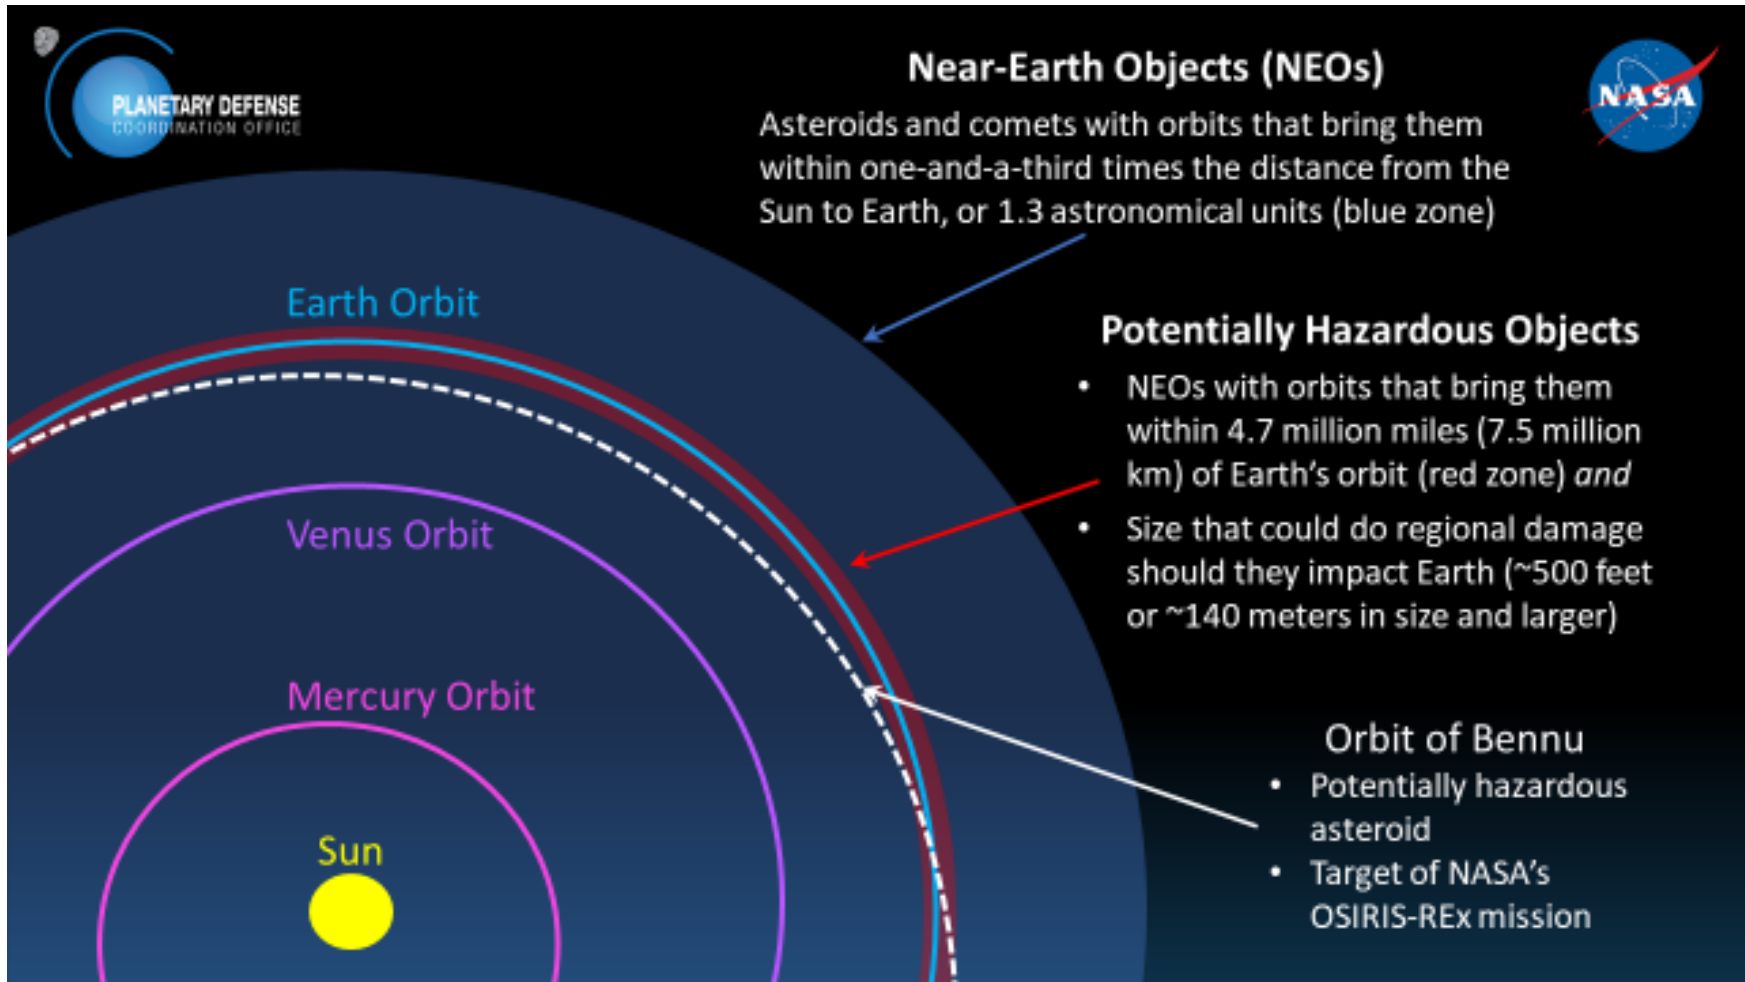 PLANETARY DEFENSE
COORDINATION OFFICE
Near-Earth Objects (NEOs)
Asteroids and comets with orbits that bring them
within one-and-a-third times the distance from the
Sun to Earth, or 1.3 astronomical units (blue zone)
NASA
Earth Orbit
Potentially Hazardous Objects
• NEOs with orbits that bring them
within 4.7 million miles (7.5 million
km) of Earth’s orbit (red zone) and
• Size that could do regional damage
should they impact Earth (~500 feet
or ~140 meters in size and larger)
Venus Orbit
Mercury Orbit
Sun
Orbit of Bennu
• Potentially hazardous
asteroid
• Target of NASA’s
OSIRIS-REx mission